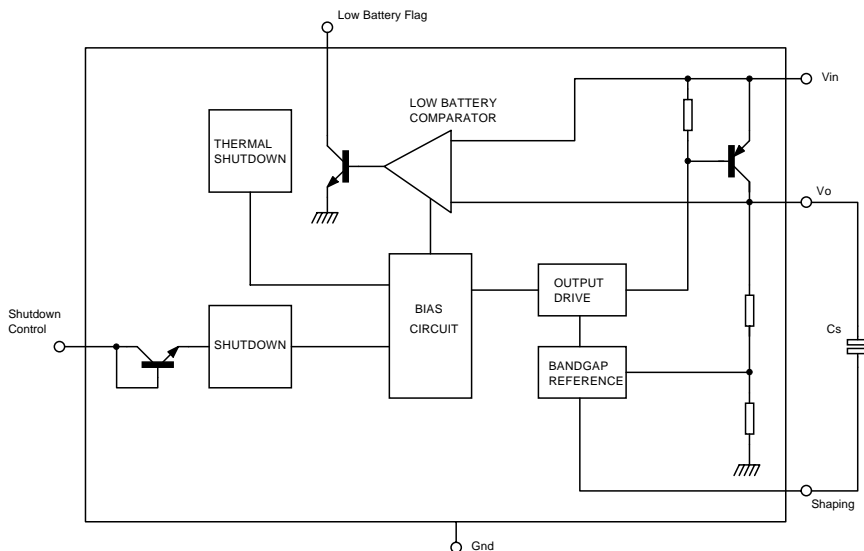 Low Battery Flag
Vin
LOW BATTERY
COMPARATOR
THERMAL
SHUTDOWN
Vo
Shutdown
Control
SHUTDOWN
BIAS
CIRCUIT
OUTPUT
DRIVE
BANDGAP
REFERENCE
Cs
Shaping
Gnd